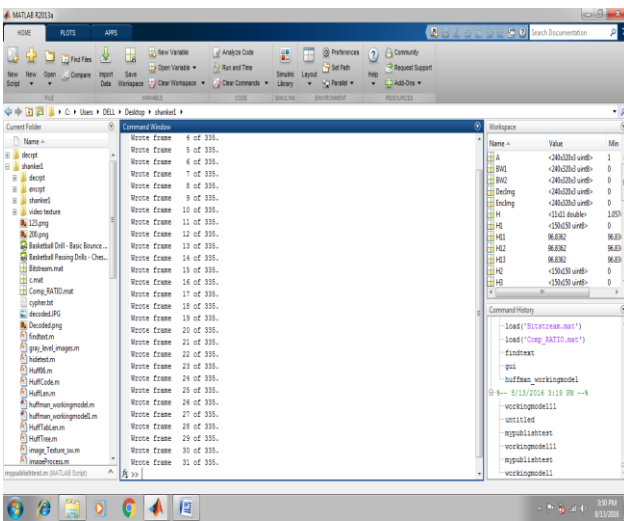 MATLAB R2013a
HOME PLOTS APPS
Search Documentation
New Script
New
Open
Find Files
Compare
Import Data
Save Workspace
New Variable
Open Variable
Clear Workspace
Analyze Code
Run and Time
Clear Commands
Simulink Library
Layout
Preferences
Set Path
Parallel
Help
Community
Request Support
Add-Ons
FILE VARIABLE CODE SIMULINK ENVIRONMENT RESOURCES
C: Users DELL Desktop shanker1
Current Folder
Name
decrpt
shanker1
decrpt
encrpt
shanker1
video texture
123.png
200.png
Basketball Drill - Basic Bounce ...
Basketball Passing Drills - Ches...
Bitstream.mat
c.mat
Comp_RATIO.mat
cypher.txt
decoded.JPG
Decoded.png
findtext.m
gray_level_images.m
hidetext.m
Huff06.m
HuffCode.m
HuffLen.m
huffman_workingmodel.m
huffman_workingmodel1.m
HuffTabLen.m
HuffTree.m
image_Texture_sw.m
imageProcess.m
mypublishtest.m (MATLAB Script)
Command Window
Wrote frame 4 of 335.
Wrote frame 5 of 335.
Wrote frame 6 of 335.
Wrote frame 7 of 335.
Wrote frame 8 of 335.
Wrote frame 9 of 335.
Wrote frame 10 of 335.
Wrote frame 11 of 335.
Wrote frame 12 of 335.
Wrote frame 13 of 335.
Wrote frame 14 of 335.
Wrote frame 15 of 335.
Wrote frame 16 of 335.
Wrote frame 17 of 335.
Wrote frame 18 of 335.
Wrote frame 19 of 335.
Wrote frame 20 of 335.
Wrote frame 21 of 335.
Wrote frame 22 of 335.
Wrote frame 23 of 335.
Wrote frame 24 of 335.
Wrote frame 25 of 335.
Wrote frame 26 of 335.
Wrote frame 27 of 335.
Wrote frame 28 of 335.
Wrote frame 29 of 335.
Wrote frame 30 of 335.
Wrote frame 31 of 335.
fx >>
Workspace
Name Value Min
A <240x320x3 uint8> 1
BW1 <240x320x3 uint8> 0
BW2 <240x320x3 uint8> 0
DecImg <240x320x3 uint8> 0
EncImg <240x320x3 uint8> 0
H <11x11 double>
H1 <150x150 uint8> 0
H11 96.8362
H12 96.8362
H13 96.8362
H2 <150x150 uint8> 0
H3 <150x150 uint8> 0
Command History
load('Bitstream.mat')
load('Comp_RATIO.mat')
findtext
gui
huffman_workingmodel
%-- 8/13/2016 3:19 PM --%
workingmodel11
untitled
mypublishtest
workingmodel11
mypublishtest
workingmodel1
3:50 PM
8/13/2016